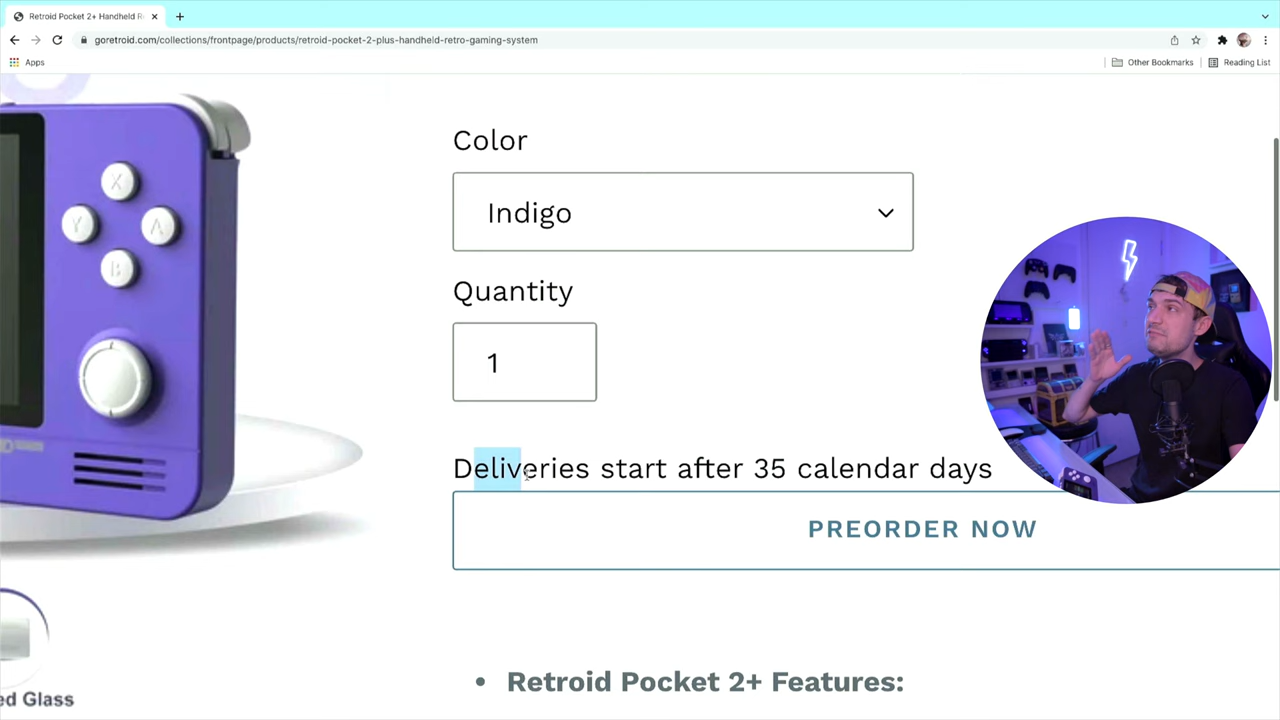 Retroid Pocket 2+ Handheld R
goretroid.com/collections/frontpage/products/retroid-pocket-2-plus-handheld-retro-gaming-system
Apps
Other Bookmarks
Reading List
X
Y
A
B
ed Glass
Color
Indigo
Quantity
1
Deliveries start after 35 calendar days
PREORDER NOW
• Retroid Pocket 2+ Features: